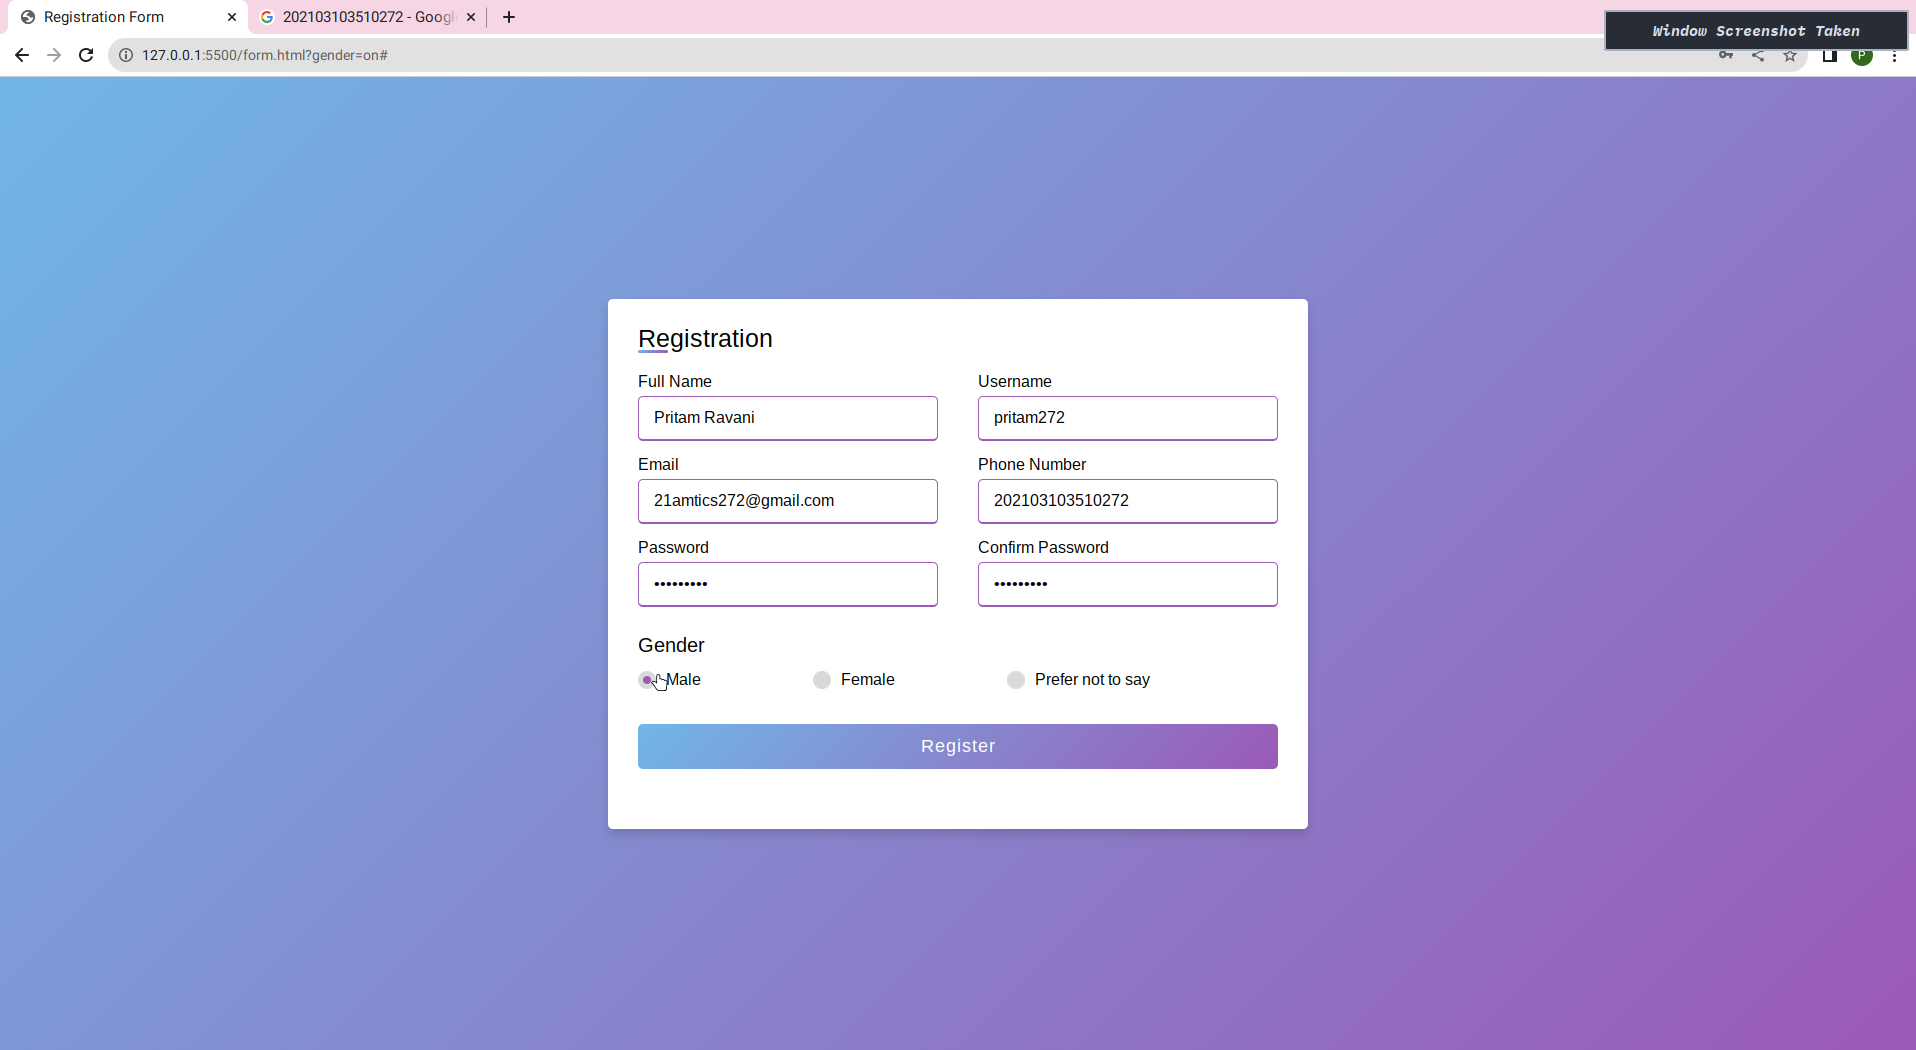 Registration Form
202103103510272 - Googl
Window Screenshot Taken
127.0.0.1:5500/form.html?gender=on#
P
Registration
Full Name
Username
Pritam Ravani
pritam272
Email
Phone Number
21amtics272@gmail.com
202103103510272
Password
Confirm Password
•••••••••
•••••••••
Gender
Male
Female
Prefer not to say
Register